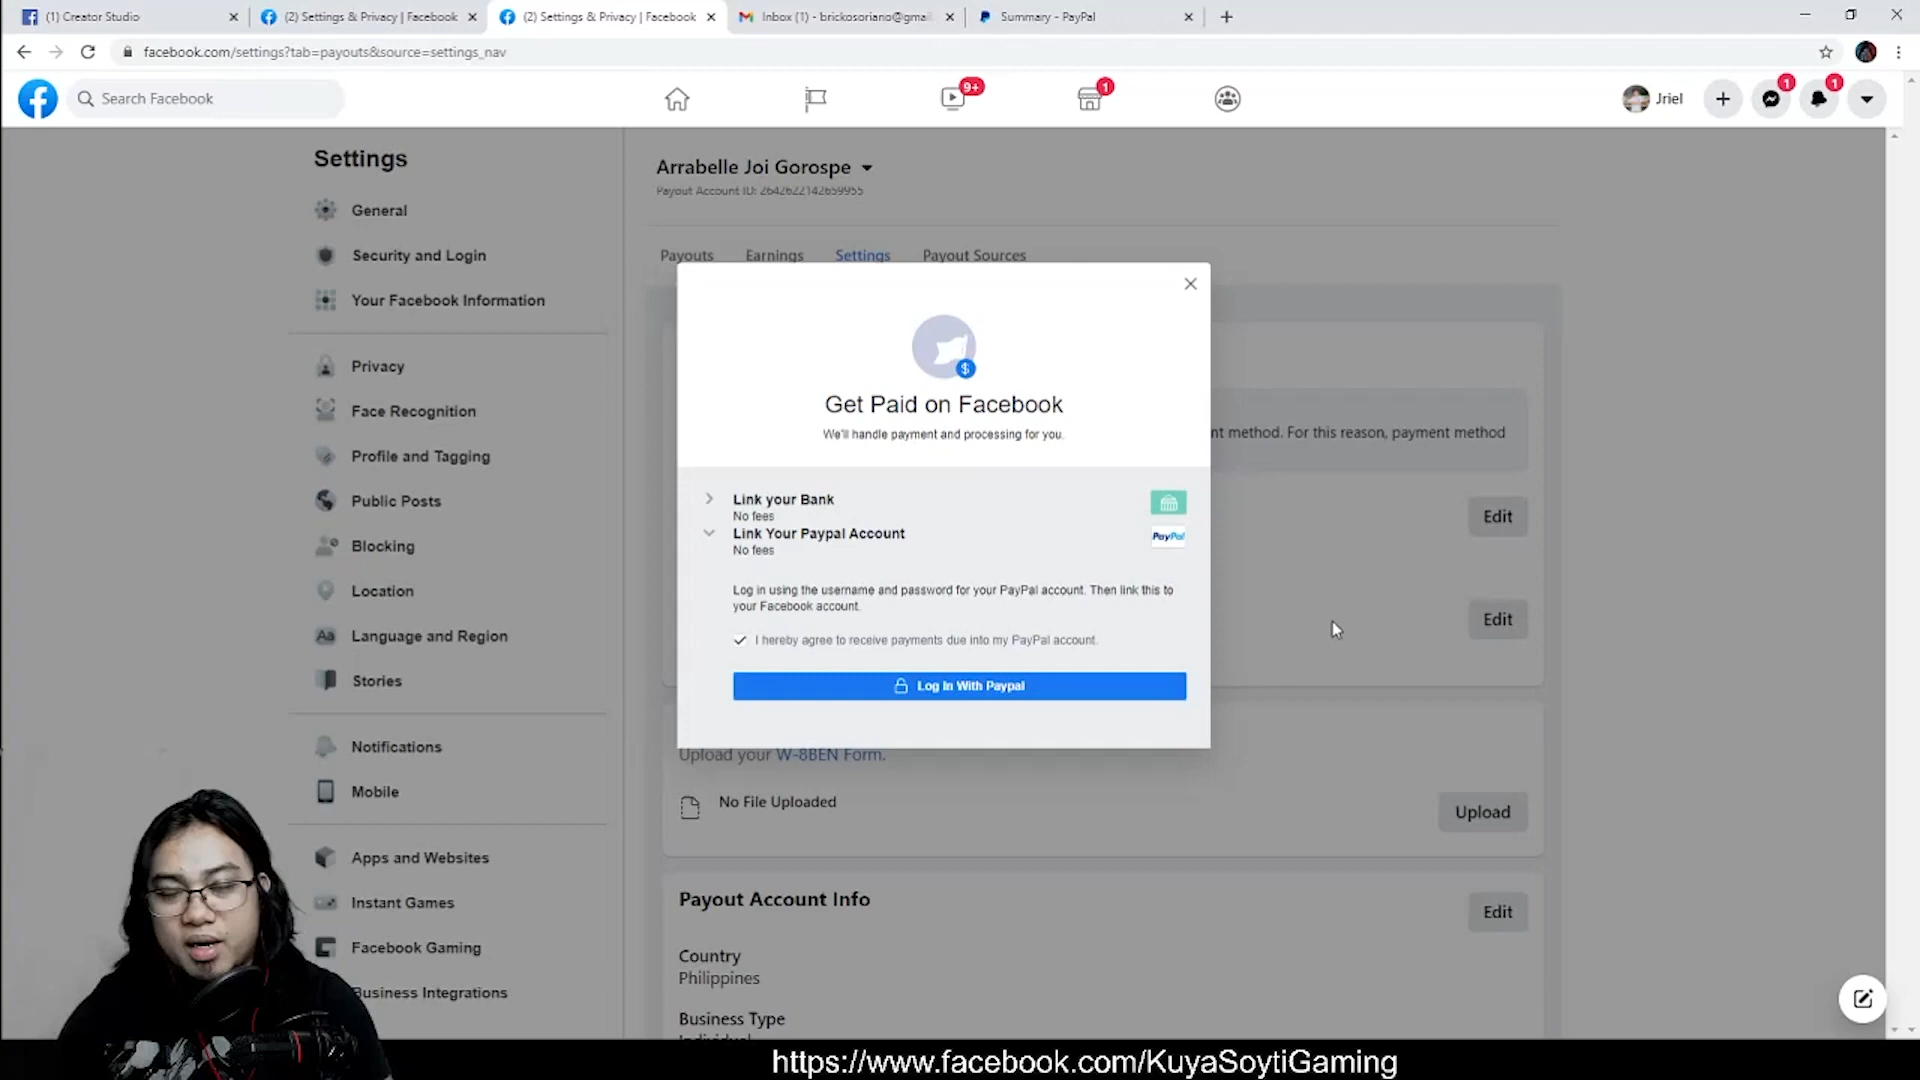 (1) Creator Studio
(2) Settings & Privacy | Facebook
(2) Settings & Privacy | Facebook
Inbox (1) - brickosoriano@gmai
Summary - PayPal
facebook.com/settings?tab=payouts&source=settings_nav
Search Facebook
9+
1
Jriel
1
1
Settings
General
Security and Login
Your Facebook Information
Privacy
Face Recognition
Profile and Tagging
Public Posts
Blocking
Location
Aa Language and Region
Stories
Notifications
Mobile
Apps and Websites
Instant Games
Facebook Gaming
Business Integrations
Arrabelle Joi Gorospe
Payout Account ID: 2642622142659955
Payouts Earnings Settings Payout Sources
$
Get Paid on Facebook
We'll handle payment and processing for you.
nt method. For this reason, payment method
Link your Bank
No fees
Link Your Paypal Account
No fees
PayPal
Log in using the username and password for your PayPal account. Then link this to
your Facebook account.
I hereby agree to receive payments due into my PayPal account.
Log In With Paypal
Edit
Edit
Upload your W-8BEN Form.
No File Uploaded
Upload
Payout Account Info
Edit
Country
Philippines
Business Type
Individual
https://www.facebook.com/KuyaSoytiGaming